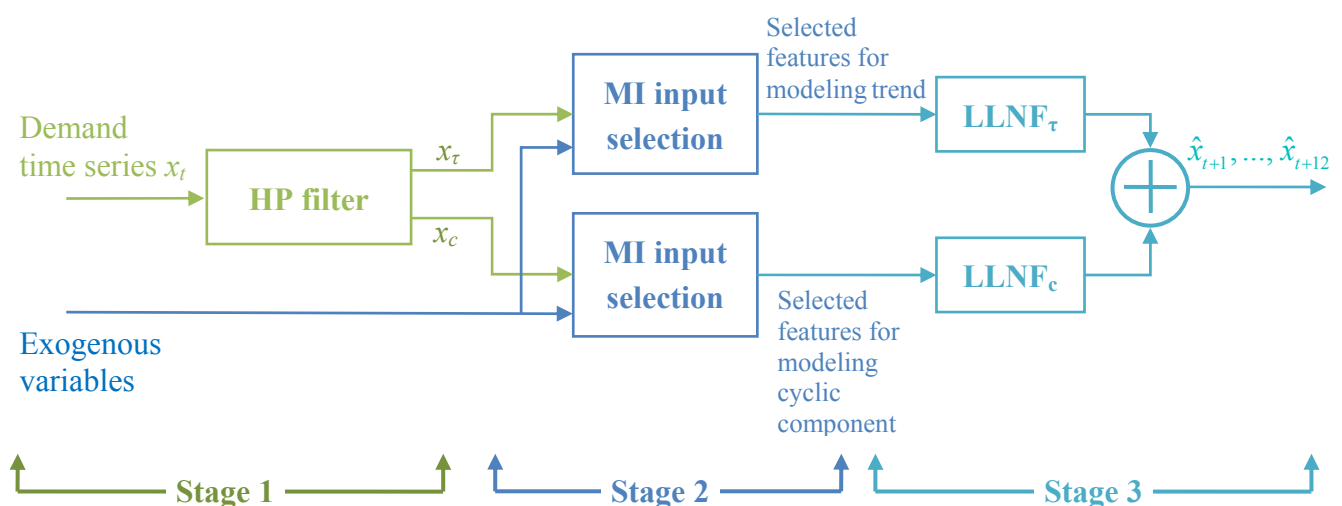 Demand
time series xₜ
HP filter
x_τ
x_c
Exogenous
variables
MI input
selection
MI input
selection
Selected
features for
modeling trend
Selected
features for
modeling
cyclic
component
LLNF_τ
LLNF_c
x̂ₜ₊₁, ..., x̂ₜ₊₁₂
Stage 1
Stage 2
Stage 3